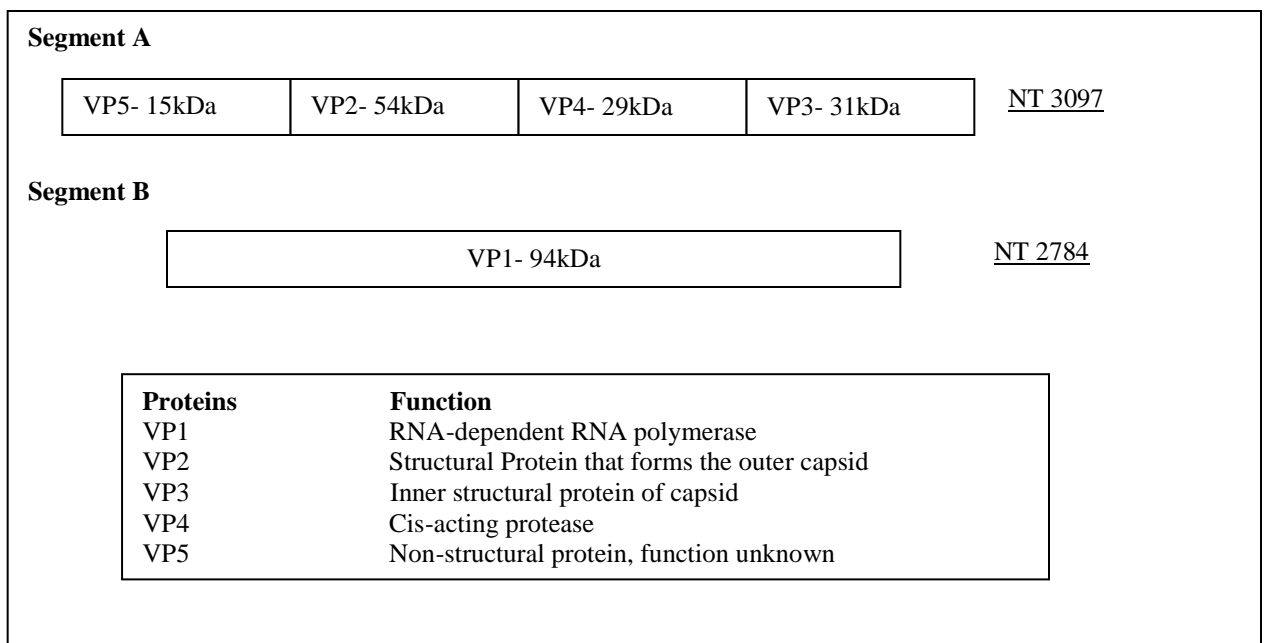 Segment A
VP5- 15kDa VP2- 54kDa VP4- 29kDa VP3- 31kDa NT 3097
Segment B
VP1- 94kDa NT 2784
Proteins Function
VP1 RNA-dependent RNA polymerase
VP2 Structural Protein that forms the outer capsid
VP3 Inner structural protein of capsid
VP4 Cis-acting protease
VP5 Non-structural protein, function unknown